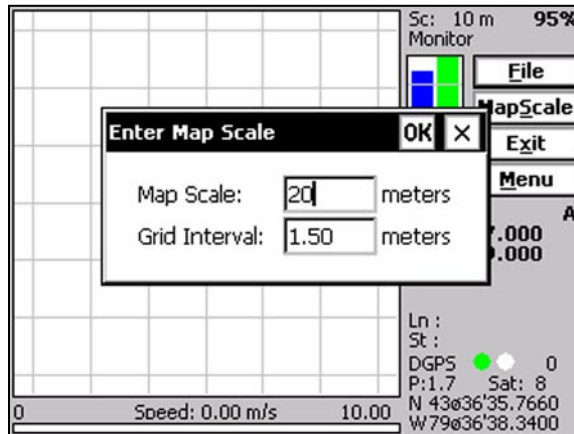 Sc: 10 m 95%
Monitor
File
MapScale
Exit
Menu
Enter Map Scale OK ×
Map Scale: 20 meters
Grid Interval: 1.50 meters
A
.000
.000
Ln :
St :
DGPS 0
P:1.7 Sat: 8
N 43ø36'35.7660
W79ø36'38.3400
0 Speed: 0.00 m/s 10.00